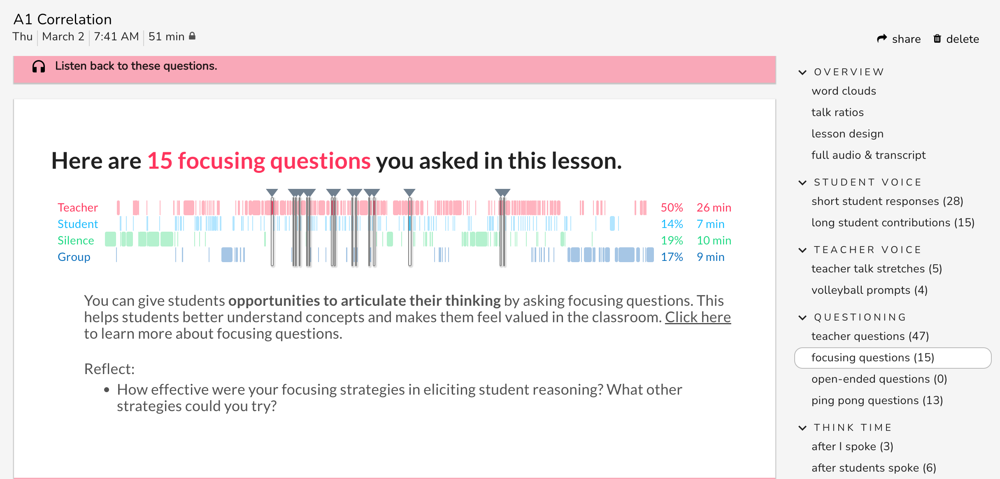 A1 Correlation
Thu March 2 7:41 AM 51 min
share delete
Listen back to these questions.
Here are 15 focusing questions you asked in this lesson.
Teacher 50% 26 min
Student 14% 7 min
Silence 19% 10 min
Group 17% 9 min
You can give students opportunities to articulate their thinking by asking focusing questions. This
helps students better understand concepts and makes them feel valued in the classroom. Click here
to learn more about focusing questions.
Reflect:
• How effective were your focusing strategies in eliciting student reasoning? What other
strategies could you try?
OVERVIEW
word clouds
talk ratios
lesson design
full audio & transcript
STUDENT VOICE
short student responses (28)
long student contributions (15)
TEACHER VOICE
teacher talk stretches (5)
volleyball prompts (4)
QUESTIONING
teacher questions (47)
focusing questions (15)
open-ended questions (0)
ping pong questions (13)
THINK TIME
after I spoke (3)
after students spoke (6)